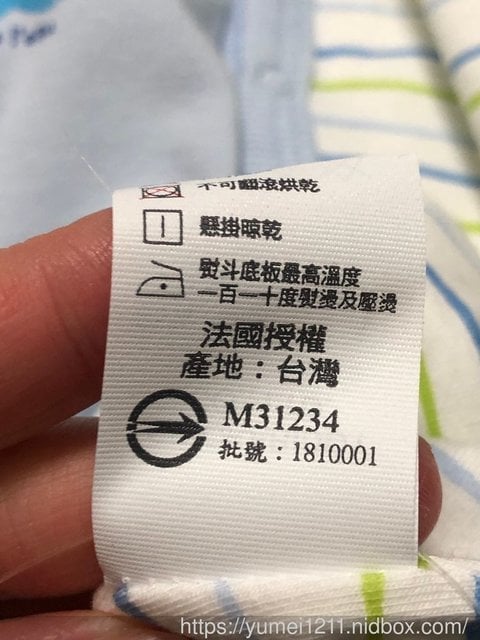 不可翻滾烘乾
懸掛晾乾
熨斗底板最高溫度
一百一十度熨燙及壓燙
法國授權
產地：台灣
M31234
批號：1810001
https://yumei1211.nidbox.com/